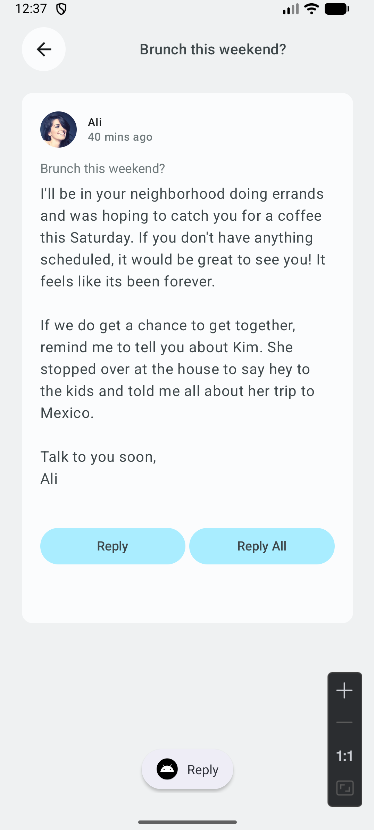 12:37
Brunch this weekend?
Ali
40 mins ago
Brunch this weekend?
I'll be in your neighborhood doing errands
and was hoping to catch you for a coffee
this Saturday. If you don't have anything
scheduled, it would be great to see you! It
feels like its been forever.
If we do get a chance to get together,
remind me to tell you about Kim. She
stopped over at the house to say hey to
the kids and told me all about her trip to
Mexico.
Talk to you soon,
Ali
Reply Reply All
1:1
Reply